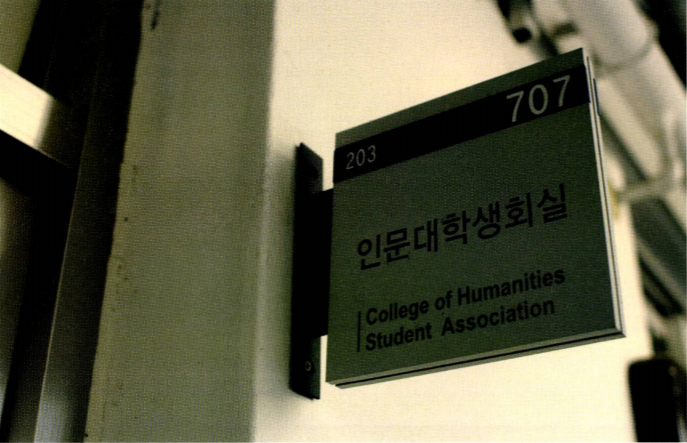 707
203
인문대학생회실
College of Humanities
Student Association